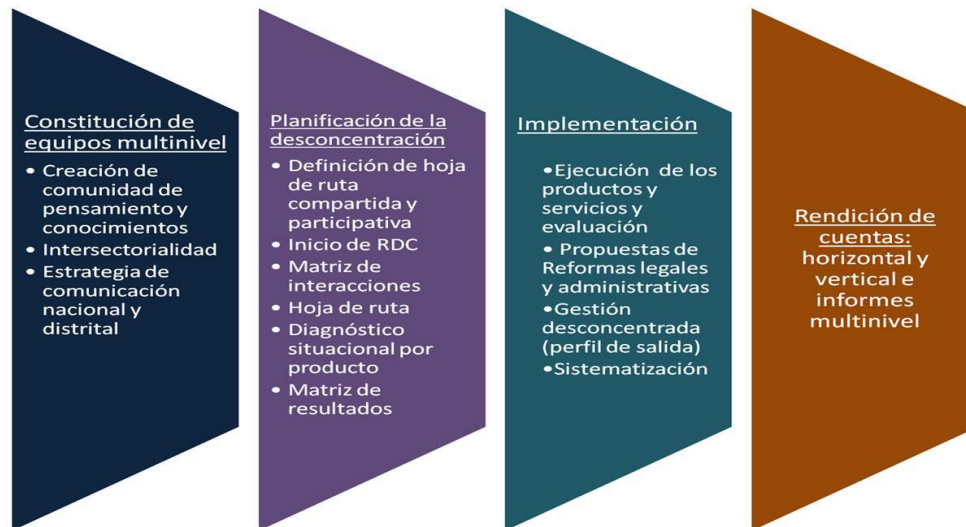 Constitución de
equipos multinivel
• Creación de
comunidad de
pensamiento y
conocimientos
• Intersectorialidad
• Estrategia de
comunicación
nacional y
distrital
Planificación de la
desconcentración
• Definición de hoja
de ruta
compartida y
participativa
• Inicio de RDC
• Matriz de
interacciones
• Hoja de ruta
• Diagnóstico
situacional por
producto
• Matriz de
resultados
Implementación
•Ejecución de los
productos y
servicios y
evaluación
• Propuestas de
Reformas legales
y administrativas
•Gestión
desconcentrada
(perfil de salida)
•Sistematización
Rendición de
cuentas:
horizontal y
vertical e
informes
multinivel